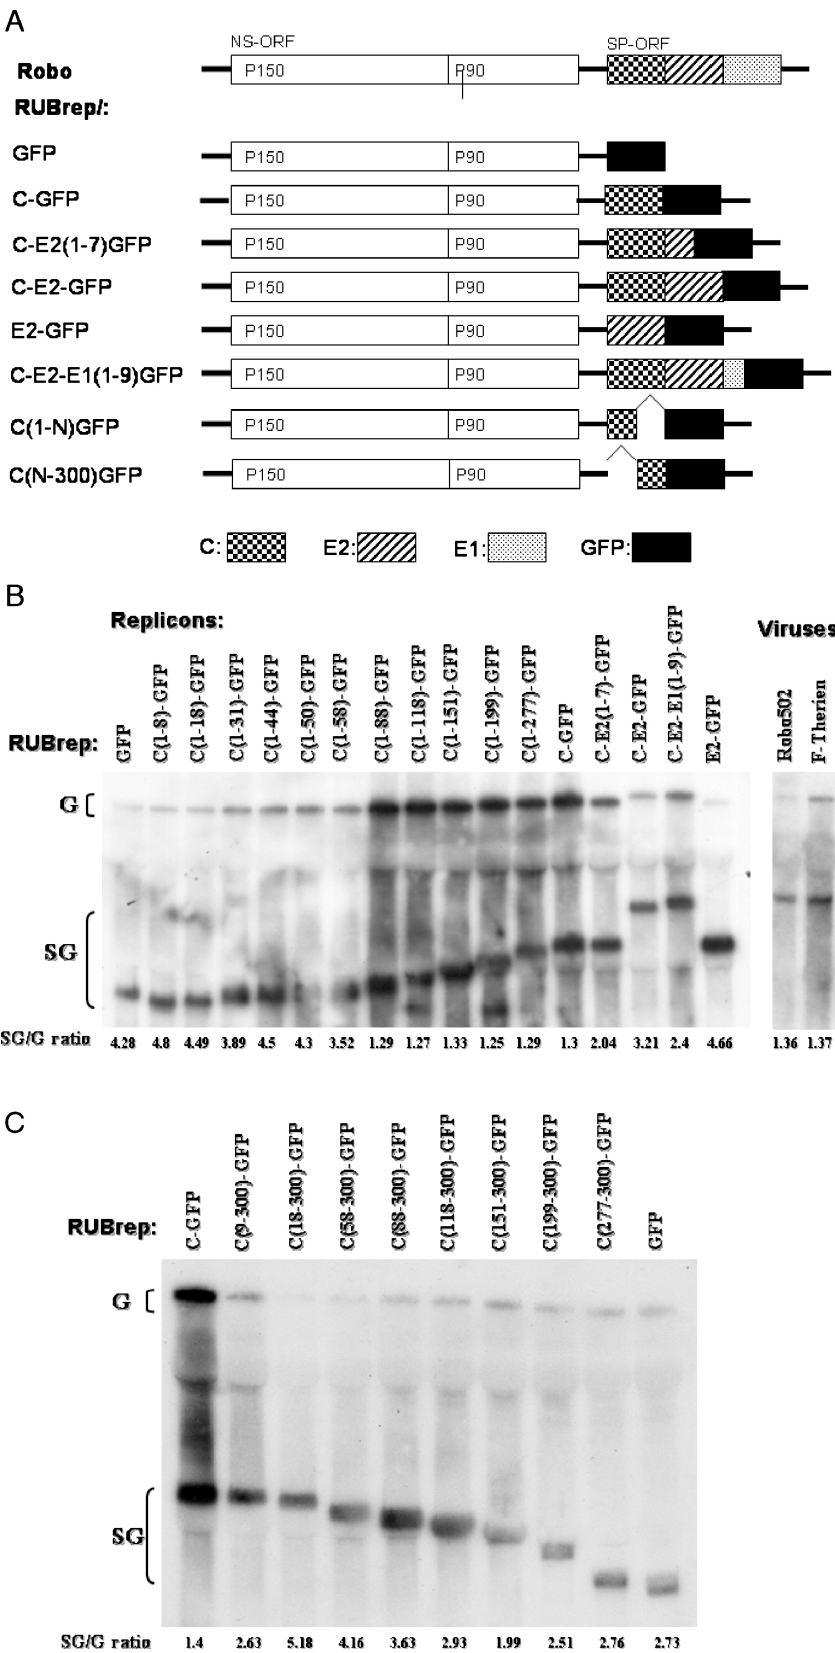 A
NS-ORF SP-ORF
Robo P150 P90
RUBrep/:
GFP P150 P90
C-GFP P150 P90
C-E2(1-7)GFP P150 P90
C-E2-GFP P150 P90
E2-GFP P150 P90
C-E2-E1(1-9)GFP P150 P90
C(1-N)GFP P150 P90
C(N-300)GFP P150 P90
C: E2: E1: GFP:
B
Replicons: Viruses
RUBrep: GFP C(1-8)-GFP C(1-18)-GFP C(1-31)-GFP C(1-44)-GFP C(1-50)-GFP C(1-58)-GFP C(1-88)-GFP C(1-118)-GFP C(1-151)-GFP C(1-199)-GFP C(1-277)-GFP C-GFP C-E2(1-7)-GFP C-E2-GFP C-E2-E1(1-9)-GFP E2-GFP Robo502 F-Therien
G
SG
SG/G ratio 4.28 4.8 4.49 3.89 4.5 4.3 3.52 1.29 1.27 1.33 1.25 1.29 1.3 2.04 3.21 2.4 4.66 1.36 1.37
C
RUBrep: C-GFP C(9-300)-GFP C(18-300)-GFP C(58-300)-GFP C(88-300)-GFP C(118-300)-GFP C(151-300)-GFP C(199-300)-GFP C(277-300)-GFP GFP
G
SG
SG/G ratio 1.4 2.63 5.18 4.16 3.63 2.93 1.99 2.51 2.76 2.73